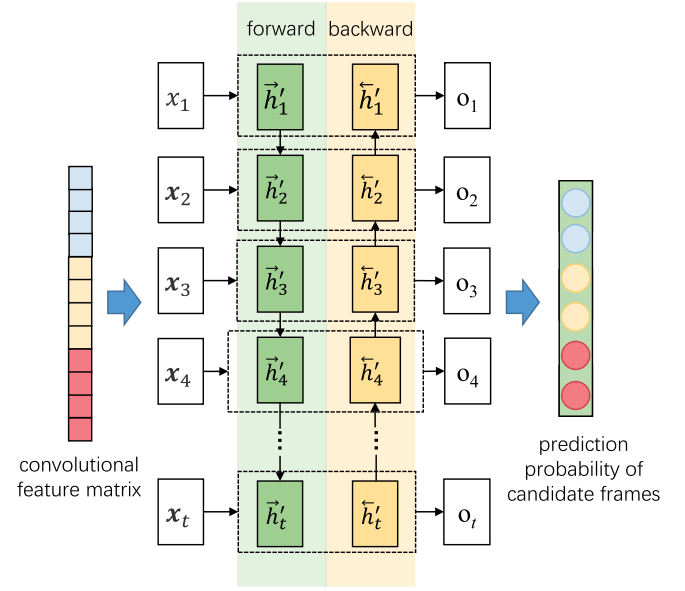 forward backward
x₁ h⃗′₁ h⃖′₁ o₁
x₂ h⃗′₂ h⃖′₂ o₂
x₃ h⃗′₃ h⃖′₃ o₃
x₄ h⃗′₄ h⃖′₄ o₄
xₜ h⃗′ₜ h⃖′ₜ oₜ
convolutional
feature matrix
prediction
probability of
candidate frames